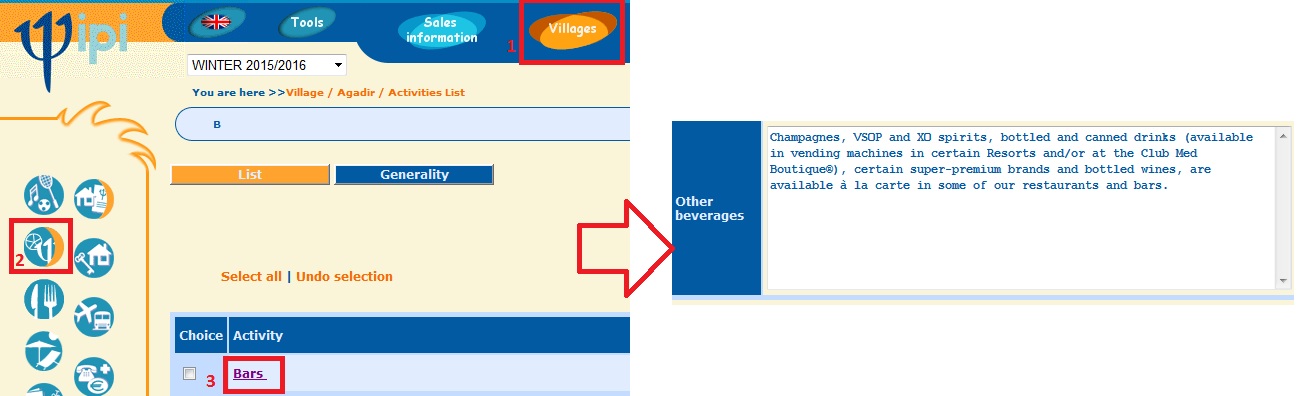 ipi
Tools
Sales
information
1
Villages
WINTER 2015/2016
You are here >>Village / Agadir / Activities List
B
List
Generality
2
Select all | Undo selection
Choice
Activity
3
Bars
Other
beverages
Champagnes, VSOP and XO spirits, bottled and canned drinks (available
in vending machines in certain Resorts and/or at the Club Med
Boutique®), certain super-premium brands and bottled wines, are
available à la carte in some of our restaurants and bars.